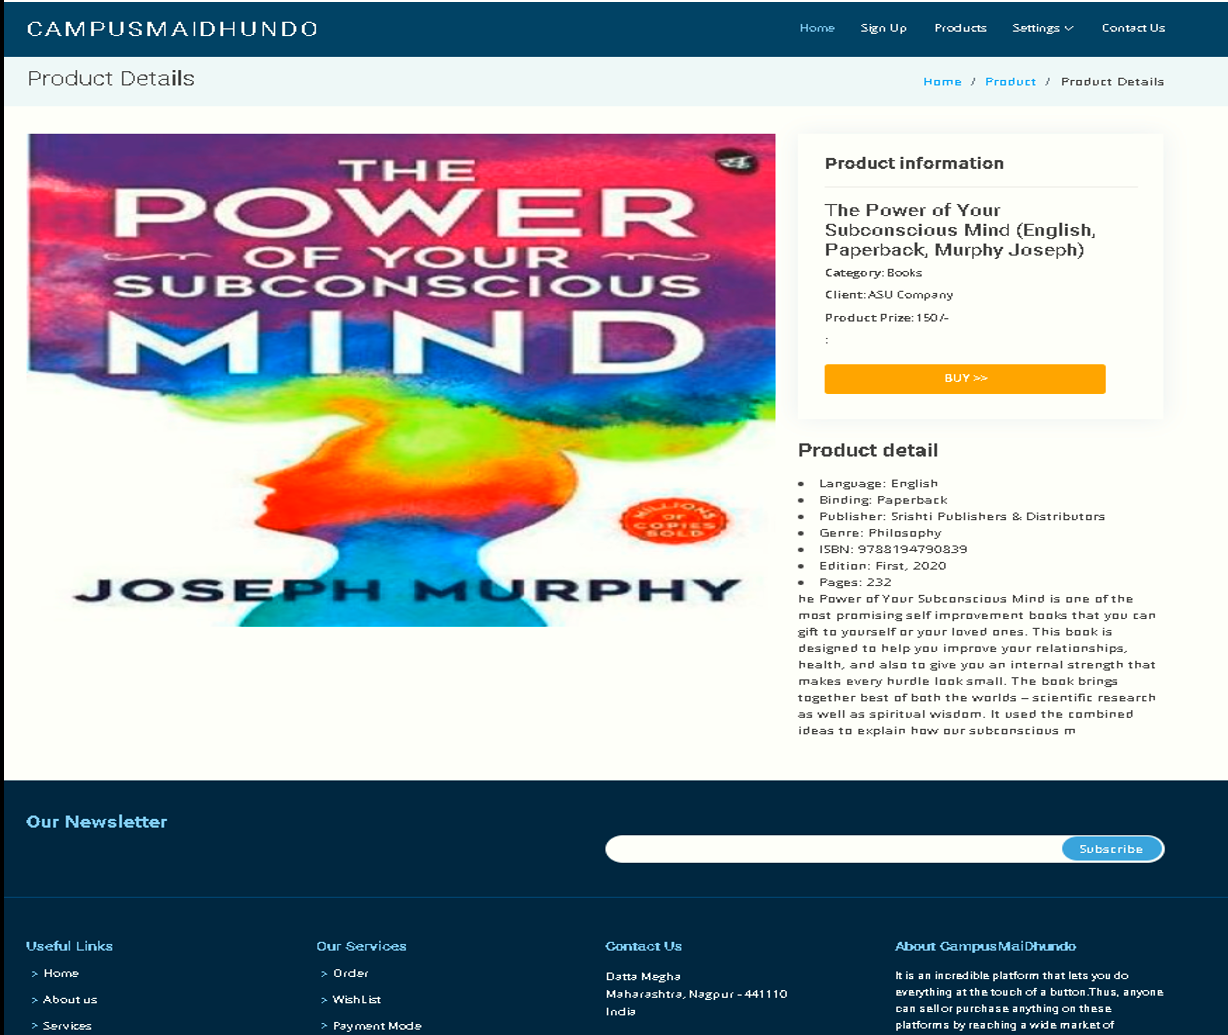 CAMPUSMAIDHUNDO
Home Sign Up Products Settings Contact Us
Product Details
Home / Product / Product Details
THE
POWER
OF YOUR
SUBCONSCIOUS
MIND
MILLIONS
OF
COPIES
SOLD
JOSEPH MURPHY
Product information
The Power of Your
Subconscious Mind (English,
Paperback, Murphy Joseph)
Category: Books
Client: ASU Company
Product Prize: 150/-
:
BUY >>
Product detail
• Language: English
• Binding: Paperback
• Publisher: Srishti Publishers & Distributors
• Genre: Philosophy
• ISBN: 9788194790839
• Edition: First, 2020
• Pages: 232
he Power of Your Subconscious Mind is one of the
most promising self improvement books that you can
gift to yourself or your loved ones. This book is
designed to help you improve your relationships,
health, and also to give you an internal strength that
makes every hurdle look small. The book brings
together best of both the worlds – scientific research
as well as spiritual wisdom. It used the combined
ideas to explain how our subconscious m
Our Newsletter
Subscribe
Useful Links
> Home
> About us
> Services
Our Services
> Order
> WishList
> Payment Mode
Contact Us
Datta Megha
Maharashtra, Nagpur - 441110
India
About CampusMaiDhundo
It is an incredible platform that lets you do
everything at the touch of a button.Thus, anyone
can sell or purchase anything on these
platforms by reaching a wide market of